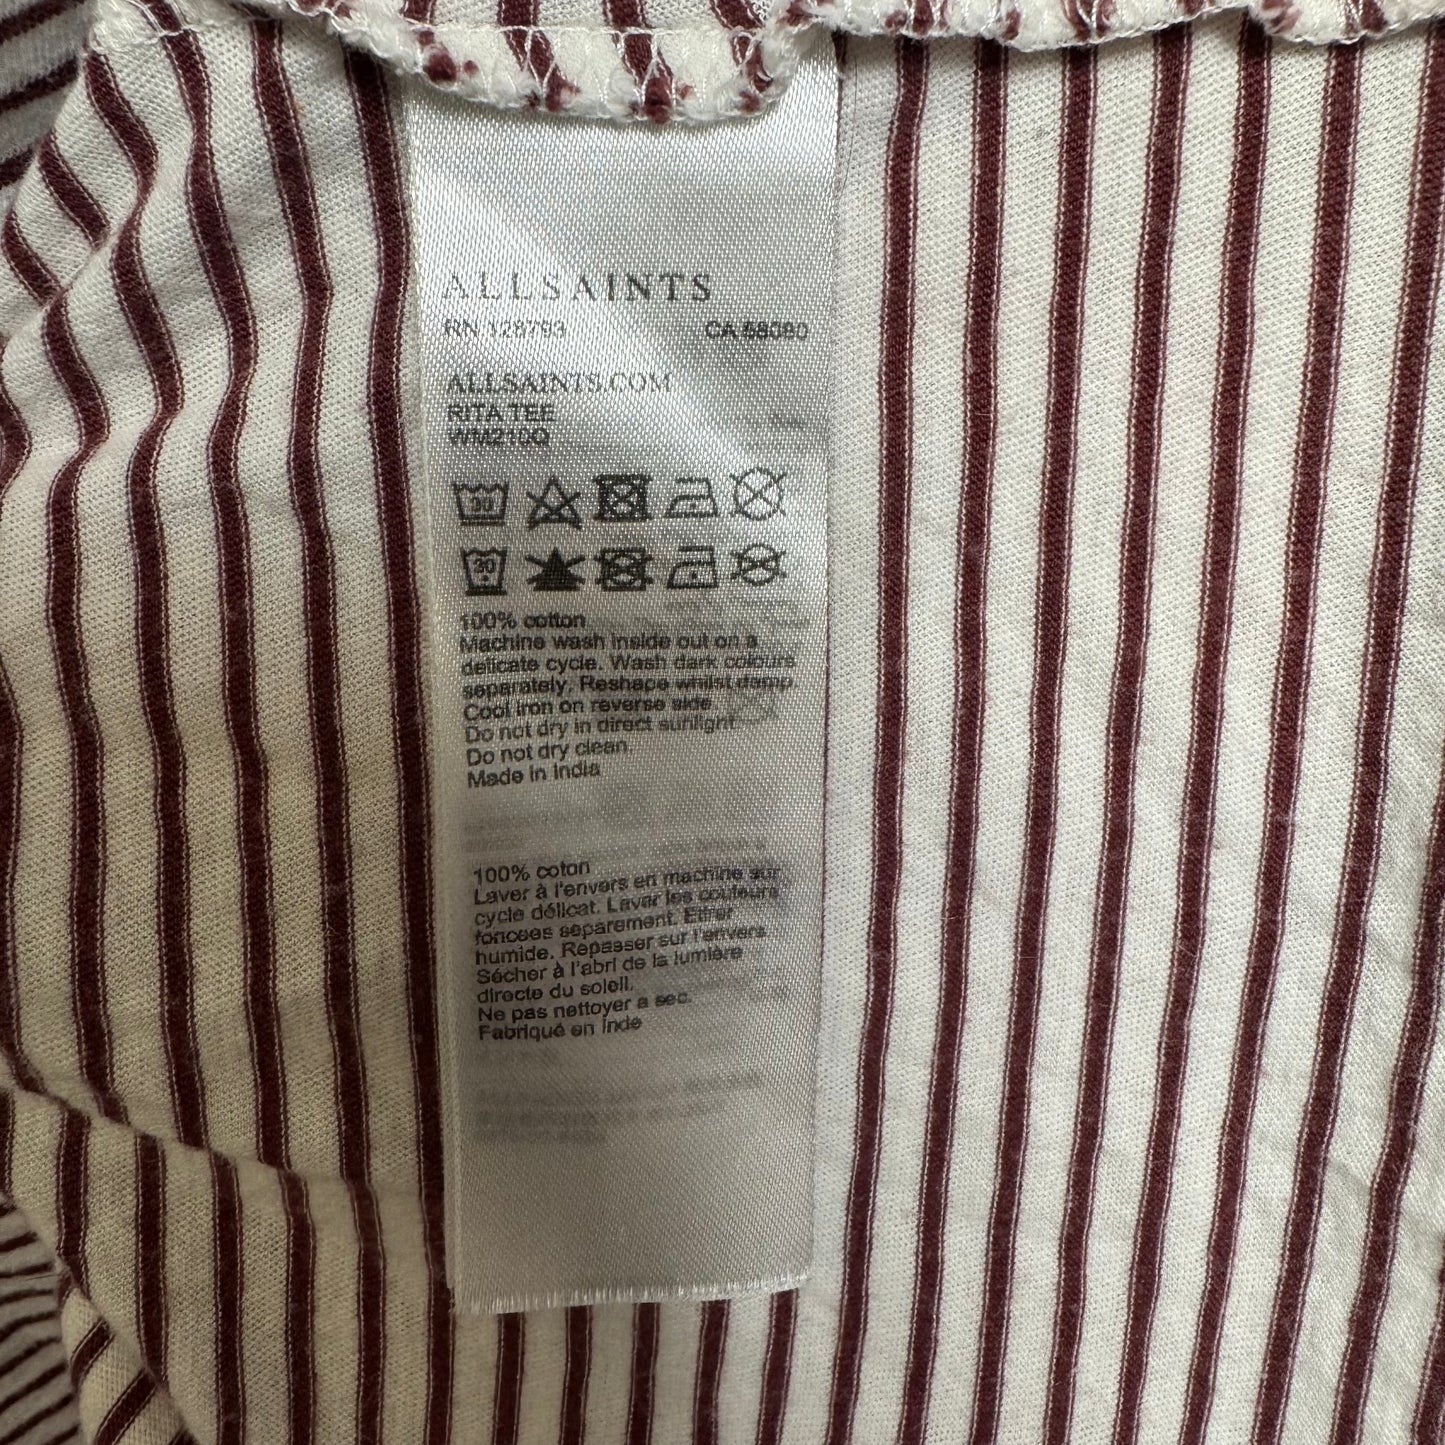 ALLSAINTS
RN 128793 CA 58090
ALLSAINTS.COM
RITA TEE
WM210Q
30
30
100% cotton
Machine wash inside out on a
delicate cycle. Wash dark colours
separately. Reshape whilst damp.
Cool iron on reverse side.
Do not dry in direct sunlight
Do not dry clean.
Made in India
100% coton
Laver à l'envers en machine sur
cycle délicat. Laver les couleurs
foncees séparement. Etirer
humide. Repasser sur l'envers
Sécher à l'abri de la lumière
directe du soleil.
Ne pas nettoyer a sec.
Fabriqué en Inde